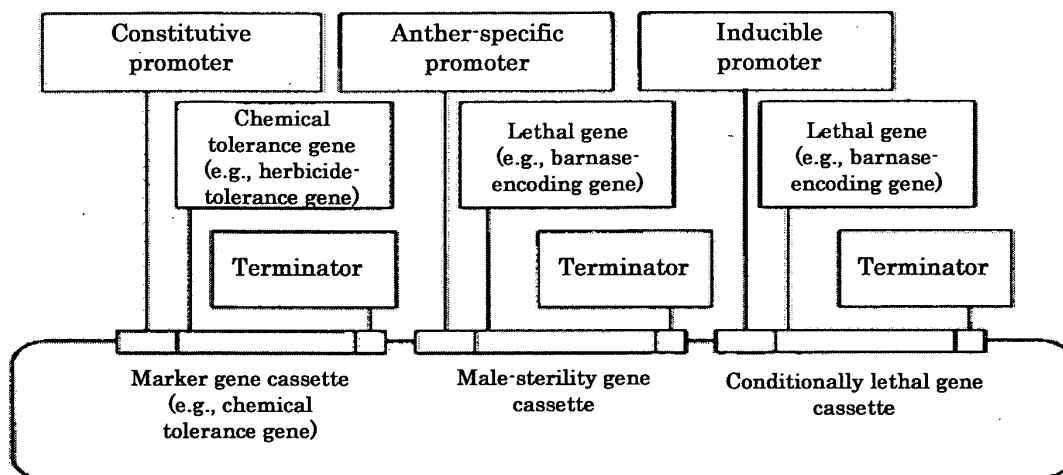 Constitutive
promoter
Anther-specific
promoter
Inducible
promoter
Chemical
tolerance gene
(e.g., herbicide-
tolerance gene)
Lethal gene
(e.g., barnase-
encoding gene)
Lethal gene
(e.g., barnase-
encoding gene)
Terminator
Terminator
Terminator
Marker gene cassette
(e.g., chemical
tolerance gene)
Male-sterility gene
cassette
Conditionally lethal gene
cassette